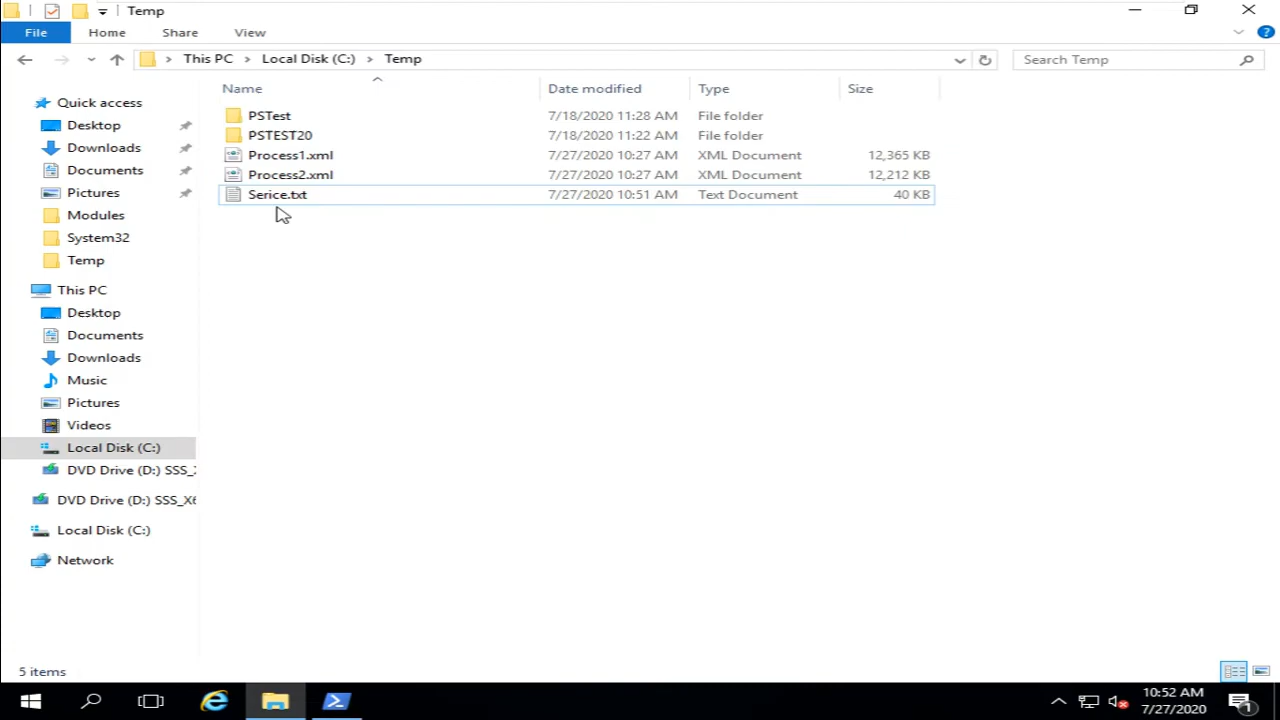 Temp
File Home Share View
This PC Local Disk (C:) Temp Search Temp
Name Date modified Type Size
PSTest 7/18/2020 11:28 AM File folder
PSTEST20 7/18/2020 11:22 AM File folder
Process1.xml 7/27/2020 10:27 AM XML Document 12,365 KB
Process2.xml 7/27/2020 10:27 AM XML Document 12,212 KB
Serice.txt 7/27/2020 10:51 AM Text Document 40 KB
Quick access
Desktop
Downloads
Documents
Pictures
Modules
System32
Temp
This PC
Desktop
Documents
Downloads
Music
Pictures
Videos
Local Disk (C:)
DVD Drive (D:) SSS_
DVD Drive (D:) SSS_X6
Local Disk (C:)
Network
5 items
10:52 AM
7/27/2020
1